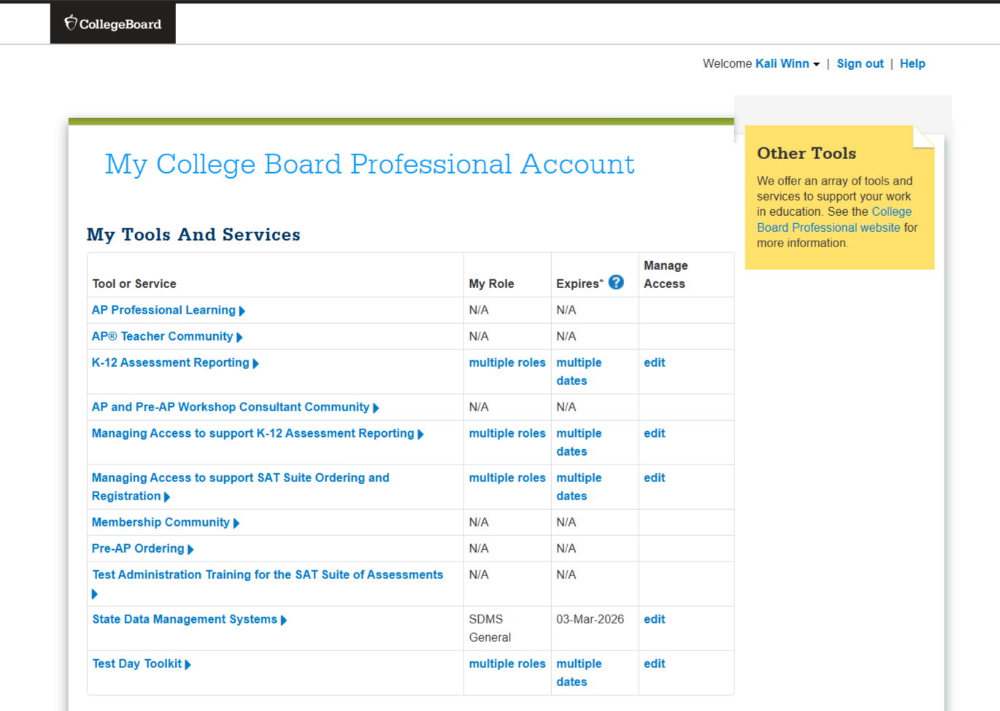 CollegeBoard
Welcome Kali Winn | Sign out | Help
My College Board Professional Account
Other Tools
We offer an array of tools and
services to support your work
in education. See the College
Board Professional website for
more information.
My Tools And Services
Tool or Service My Role Expires* ? Manage
Access
AP Professional Learning N/A N/A
AP® Teacher Community N/A N/A
K-12 Assessment Reporting multiple roles multiple edit
dates
AP and Pre-AP Workshop Consultant Community N/A N/A
Managing Access to support K-12 Assessment Reporting multiple roles multiple edit
dates
Managing Access to support SAT Suite Ordering and multiple roles multiple edit
Registration dates
Membership Community N/A N/A
Pre-AP Ordering N/A N/A
Test Administration Training for the SAT Suite of Assessments N/A N/A
State Data Management Systems SDMS 03-Mar-2026 edit
General
Test Day Toolkit multiple roles multiple edit
dates